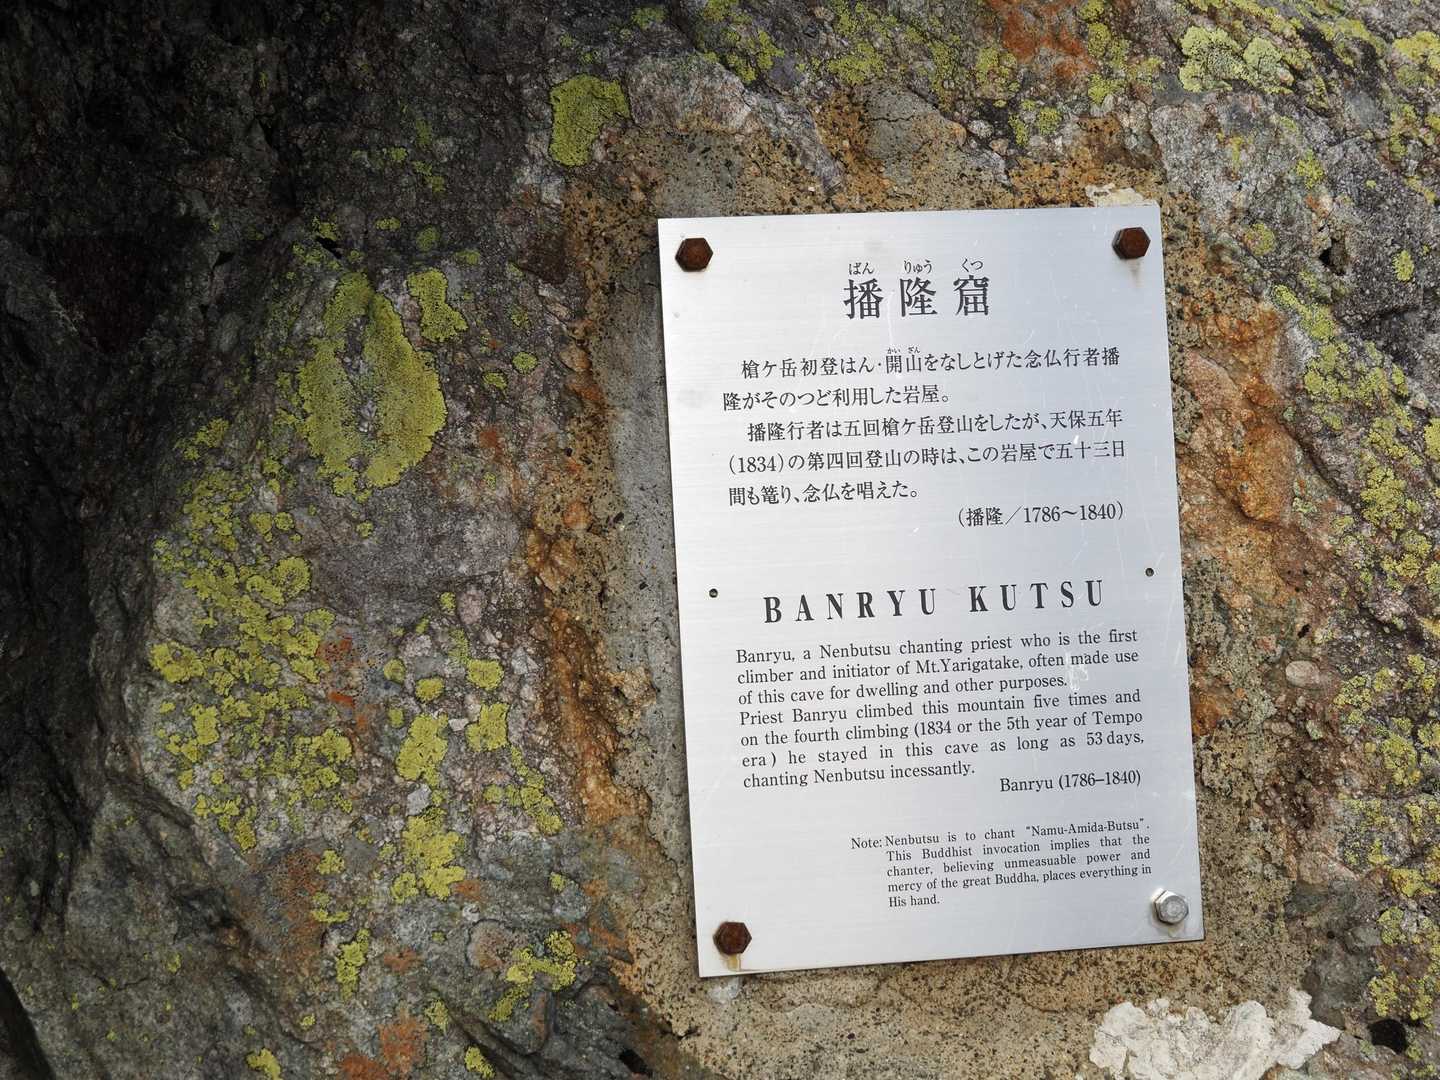 ばん りゅう くつ
播隆窟
かい ざん
槍ケ岳初登はん・開山をなしとげた念仏行者播
隆がそのつど利用した岩屋。
播隆行者は五回槍ケ岳登山をしたが、天保五年
(1834)の第四回登山の時は、この岩屋で五十三日
間も篭り、念仏を唱えた。
(播隆／1786〜1840)
BANRYU KUTSU
Banryu, a Nenbutsu chanting priest who is the first
climber and initiator of Mt.Yarigatake, often made use
of this cave for dwelling and other purposes.
Priest Banryu climbed this mountain five times and
on the fourth climbing (1834 or the 5th year of Tempo
era) he stayed in this cave as long as 53 days,
chanting Nenbutsu incessantly.
Banryu (1786–1840)
Note: Nenbutsu is to chant "Namu-Amida-Butsu".
This Buddhist invocation implies that the
chanter, believing unmeasuable power and
mercy of the great Buddha, places everything in
His hand.